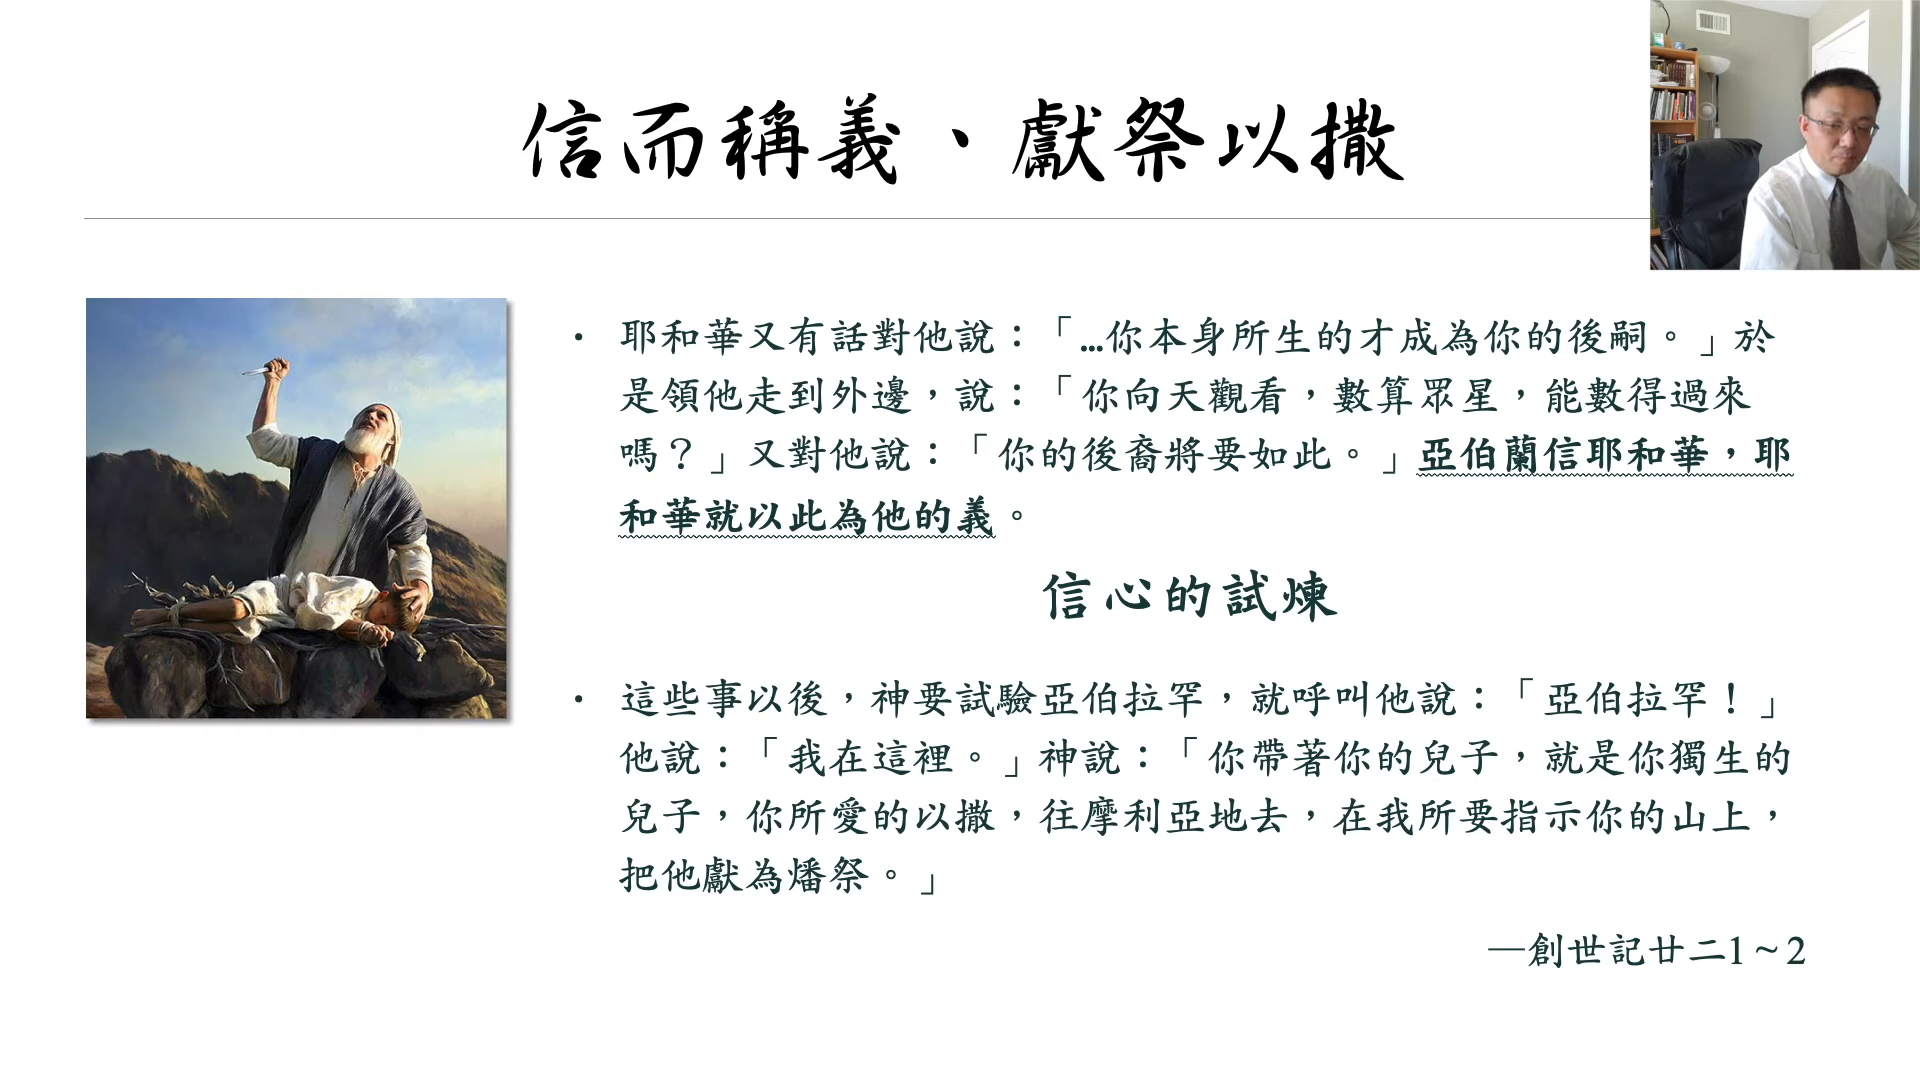 信而稱義、獻祭以撒
• 耶和華又有話對他說：「…你本身所生的才成為你的後嗣。」於
是領他走到外邊，說：「你向天觀看，數算眾星，能數得過來
嗎？」又對他說：「你的後裔將要如此。」亞伯蘭信耶和華，耶
和華就以此為他的義。
信心的試煉
• 這些事以後，神要試驗亞伯拉罕，就呼叫他說：「亞伯拉罕！」
他說：「我在這裡。」神說：「你帶著你的兒子，就是你獨生的
兒子，你所愛的以撒，往摩利亞地去，在我所要指示你的山上，
把他獻為燔祭。」
—創世記廿二1~2